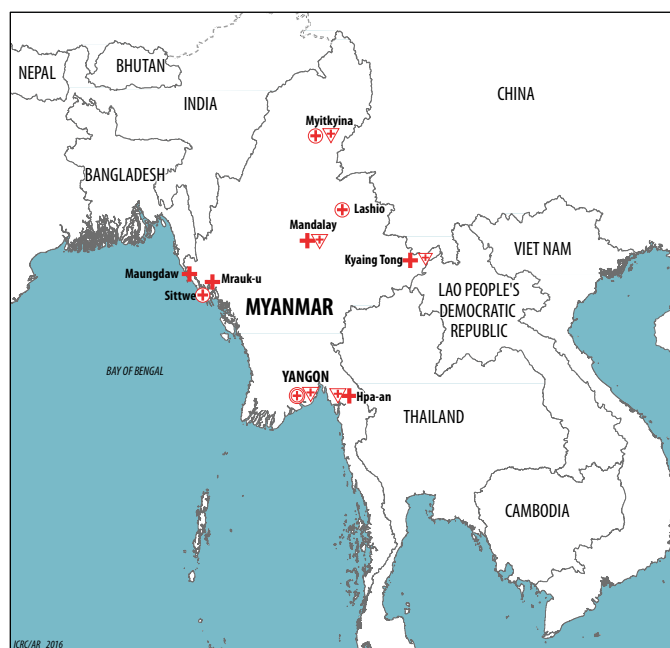 NEPAL
BHUTAN
CHINA
INDIA
Myitkyina
BANGLADESH
Lashio
Mandalay
VIET NAM
Kyaing Tong
Maungdaw
Mrauk-u
LAO PEOPLE'S
DEMOCRATIC
REPUBLIC
Sittwe
MYANMAR
BAY OF BENGAL
YANGON
Hpa-an
THAILAND
CAMBODIA
ICRC/AR 2016